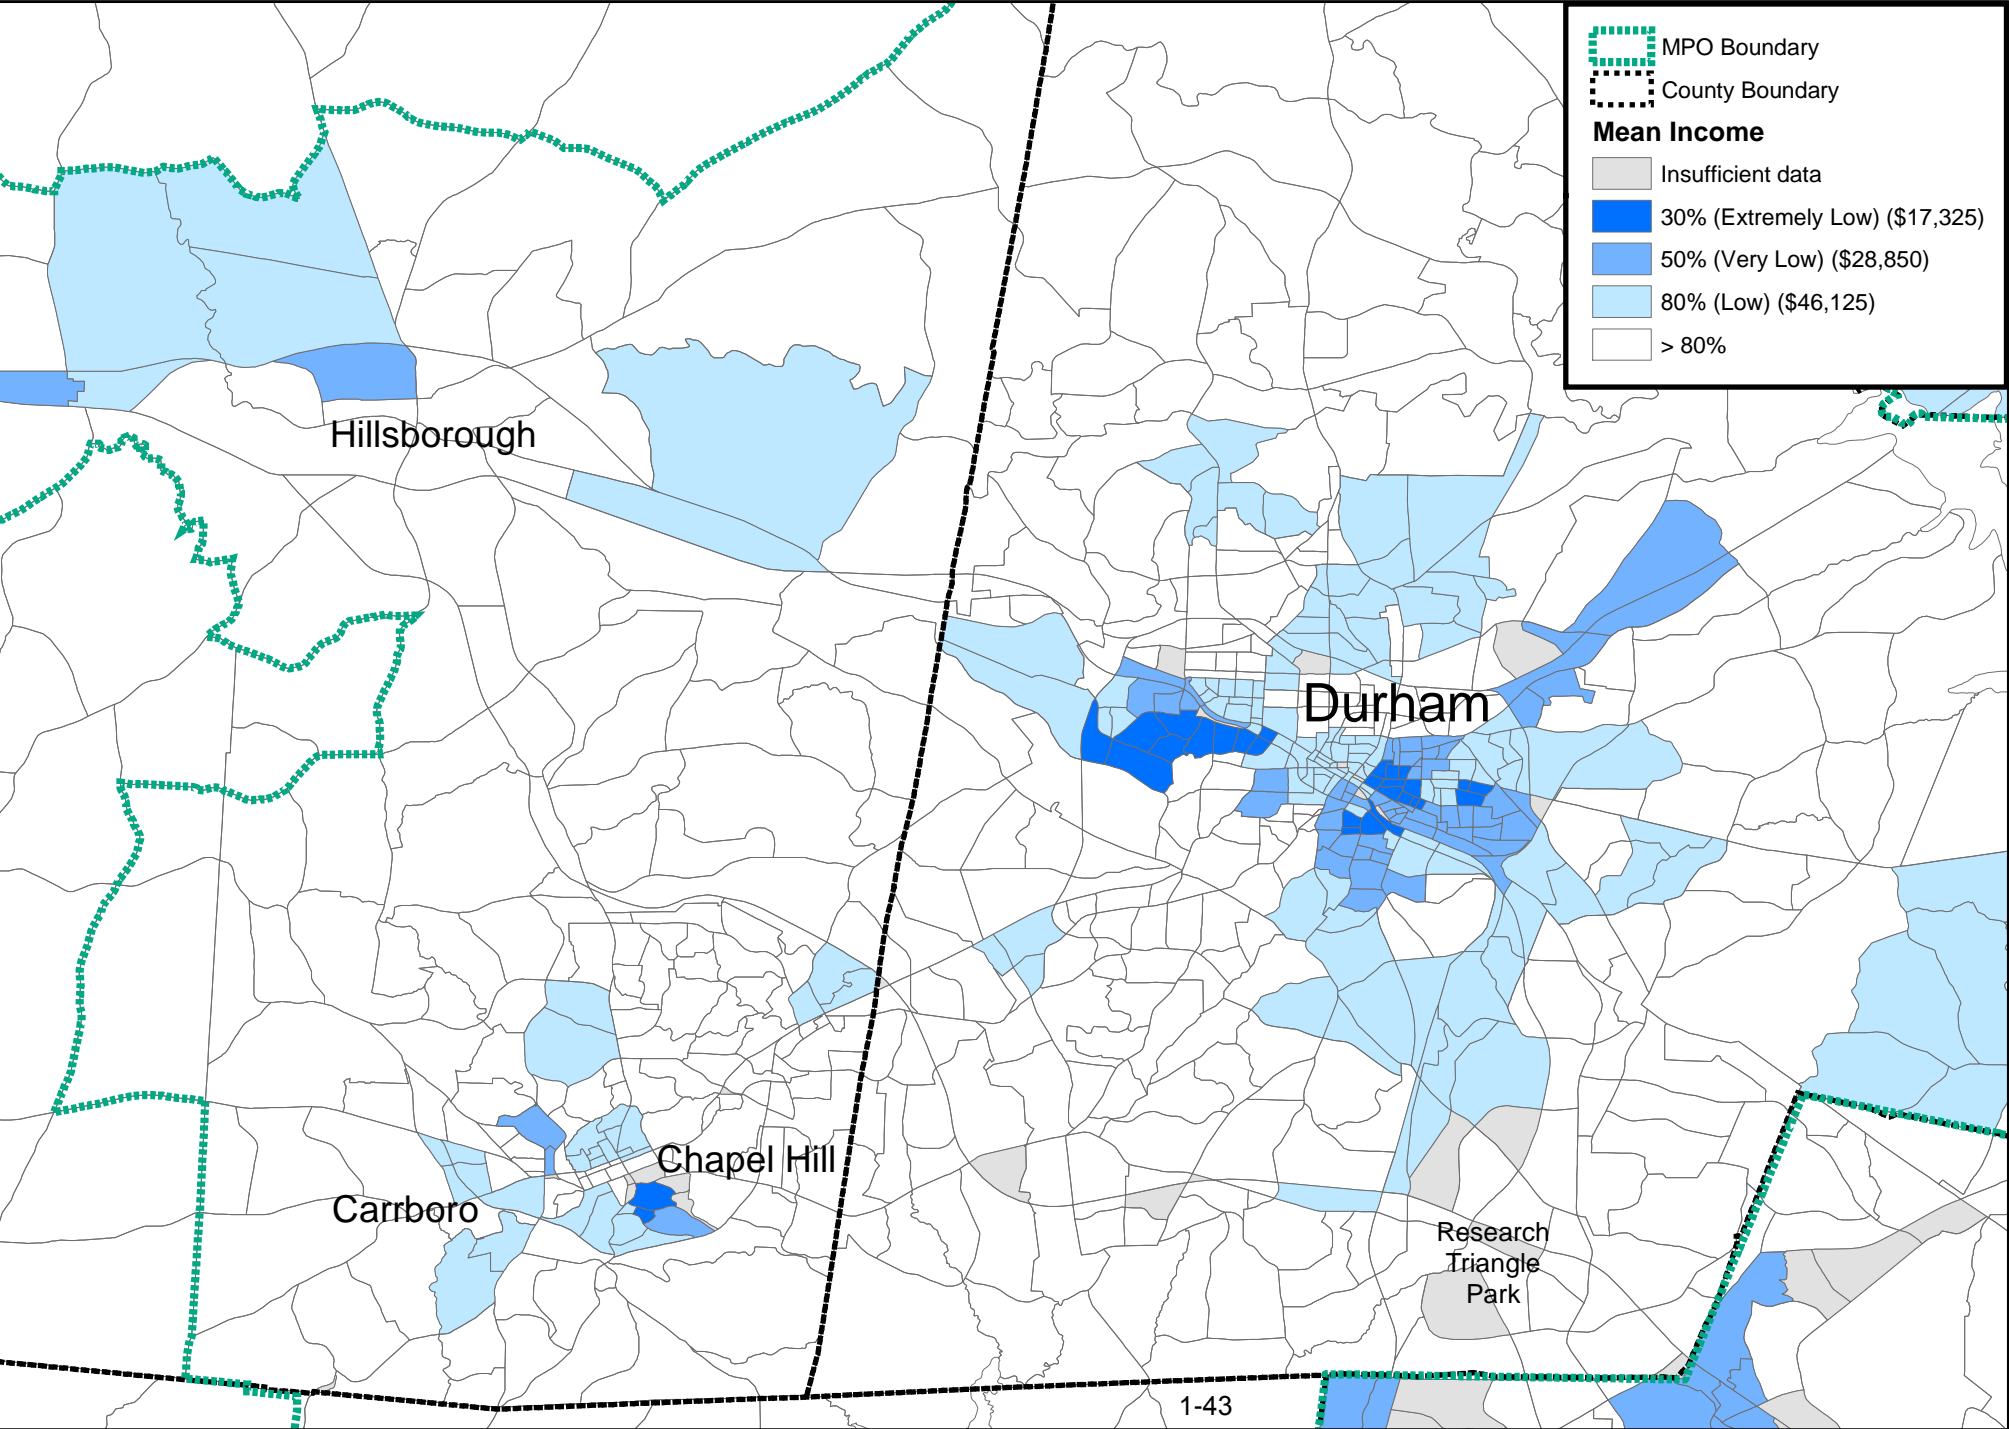 MPO Boundary
County Boundary
Mean Income
Insufficient data
30% (Extremely Low) ($17,325)
50% (Very Low) ($28,850)
80% (Low) ($46,125)
> 80%
Hillsborough
Durham
Chapel Hill
Carrboro
Research
Triangle
Park
1-43